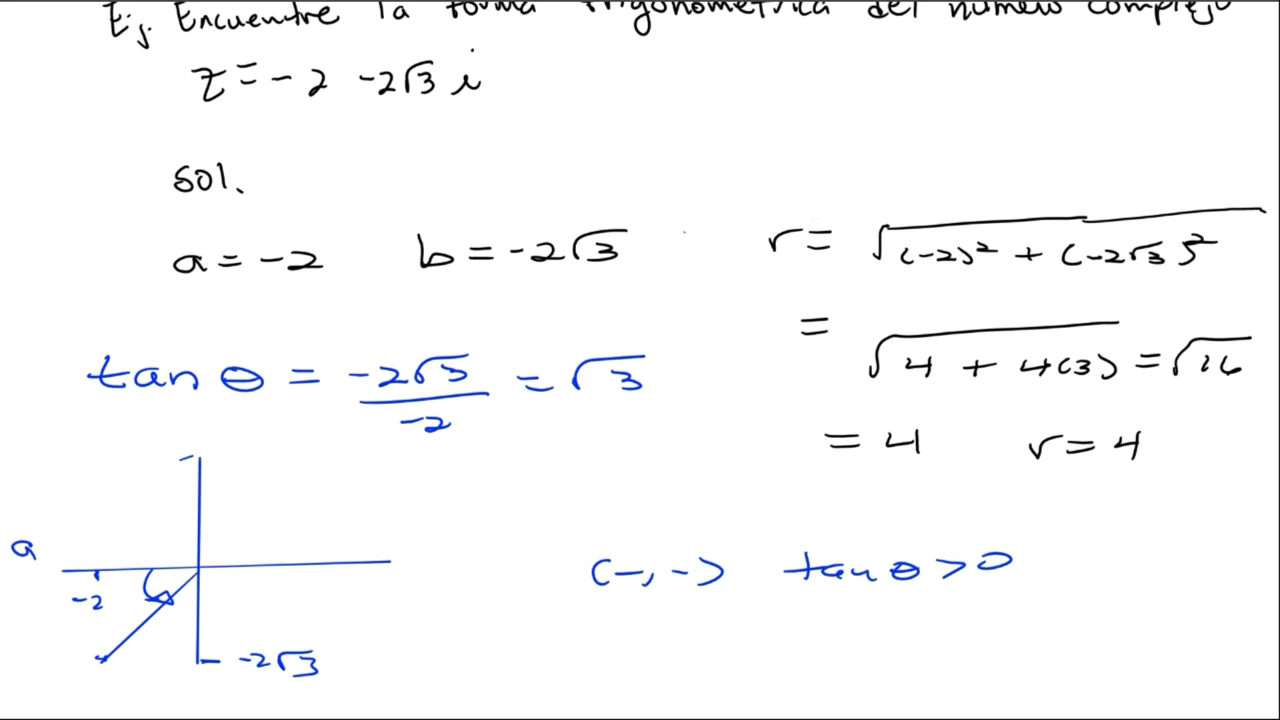 Ej. Encuentre la forma trigonométrica del número complejo
z = -2 -2√3 i
sol.
a = -2 b = -2√3 r = √(-2)² + (-2√3)²
= √4 + 4(3) = √16
tan θ = -2√3/-2 = √3
= 4 r = 4
a
-2
(-, -) tan θ > 0
-2√3